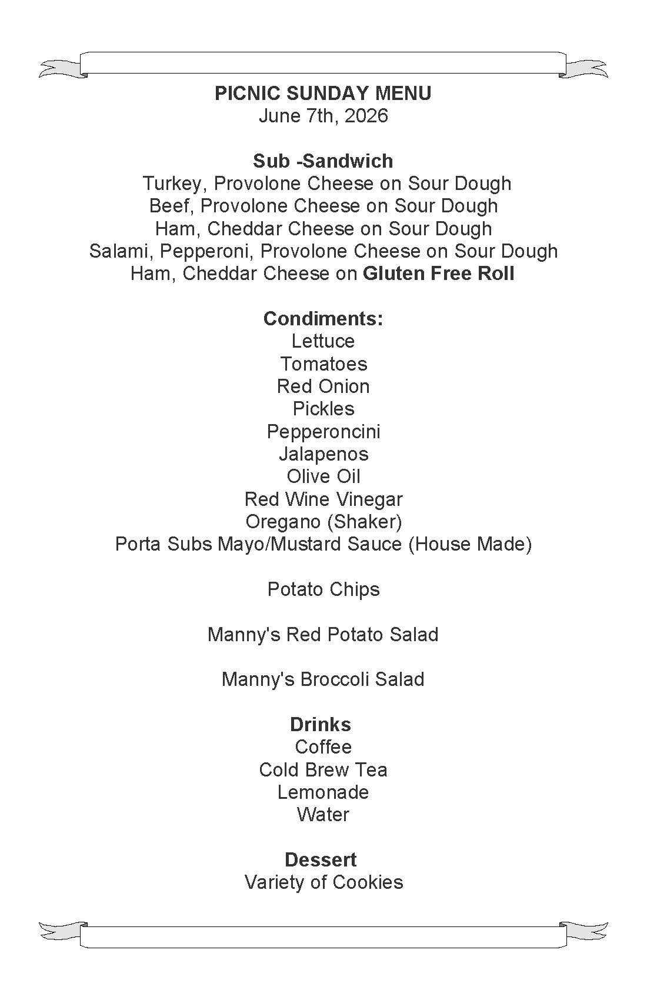 PICNIC SUNDAY MENU
June 7th, 2026
Sub -Sandwich
Turkey, Provolone Cheese on Sour Dough
Beef, Provolone Cheese on Sour Dough
Ham, Cheddar Cheese on Sour Dough
Salami, Pepperoni, Provolone Cheese on Sour Dough
Ham, Cheddar Cheese on Gluten Free Roll
Condiments:
Lettuce
Tomatoes
Red Onion
Pickles
Pepperoncini
Jalapenos
Olive Oil
Red Wine Vinegar
Oregano (Shaker)
Porta Subs Mayo/Mustard Sauce (House Made)
Potato Chips
Manny's Red Potato Salad
Manny's Broccoli Salad
Drinks
Coffee
Cold Brew Tea
Lemonade
Water
Dessert
Variety of Cookies